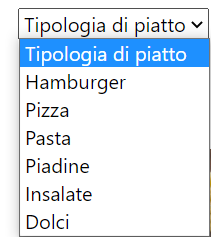 Tipologia di piatto
Tipologia di piatto
Hamburger
Pizza
Pasta
Piadine
Insalate
Dolci